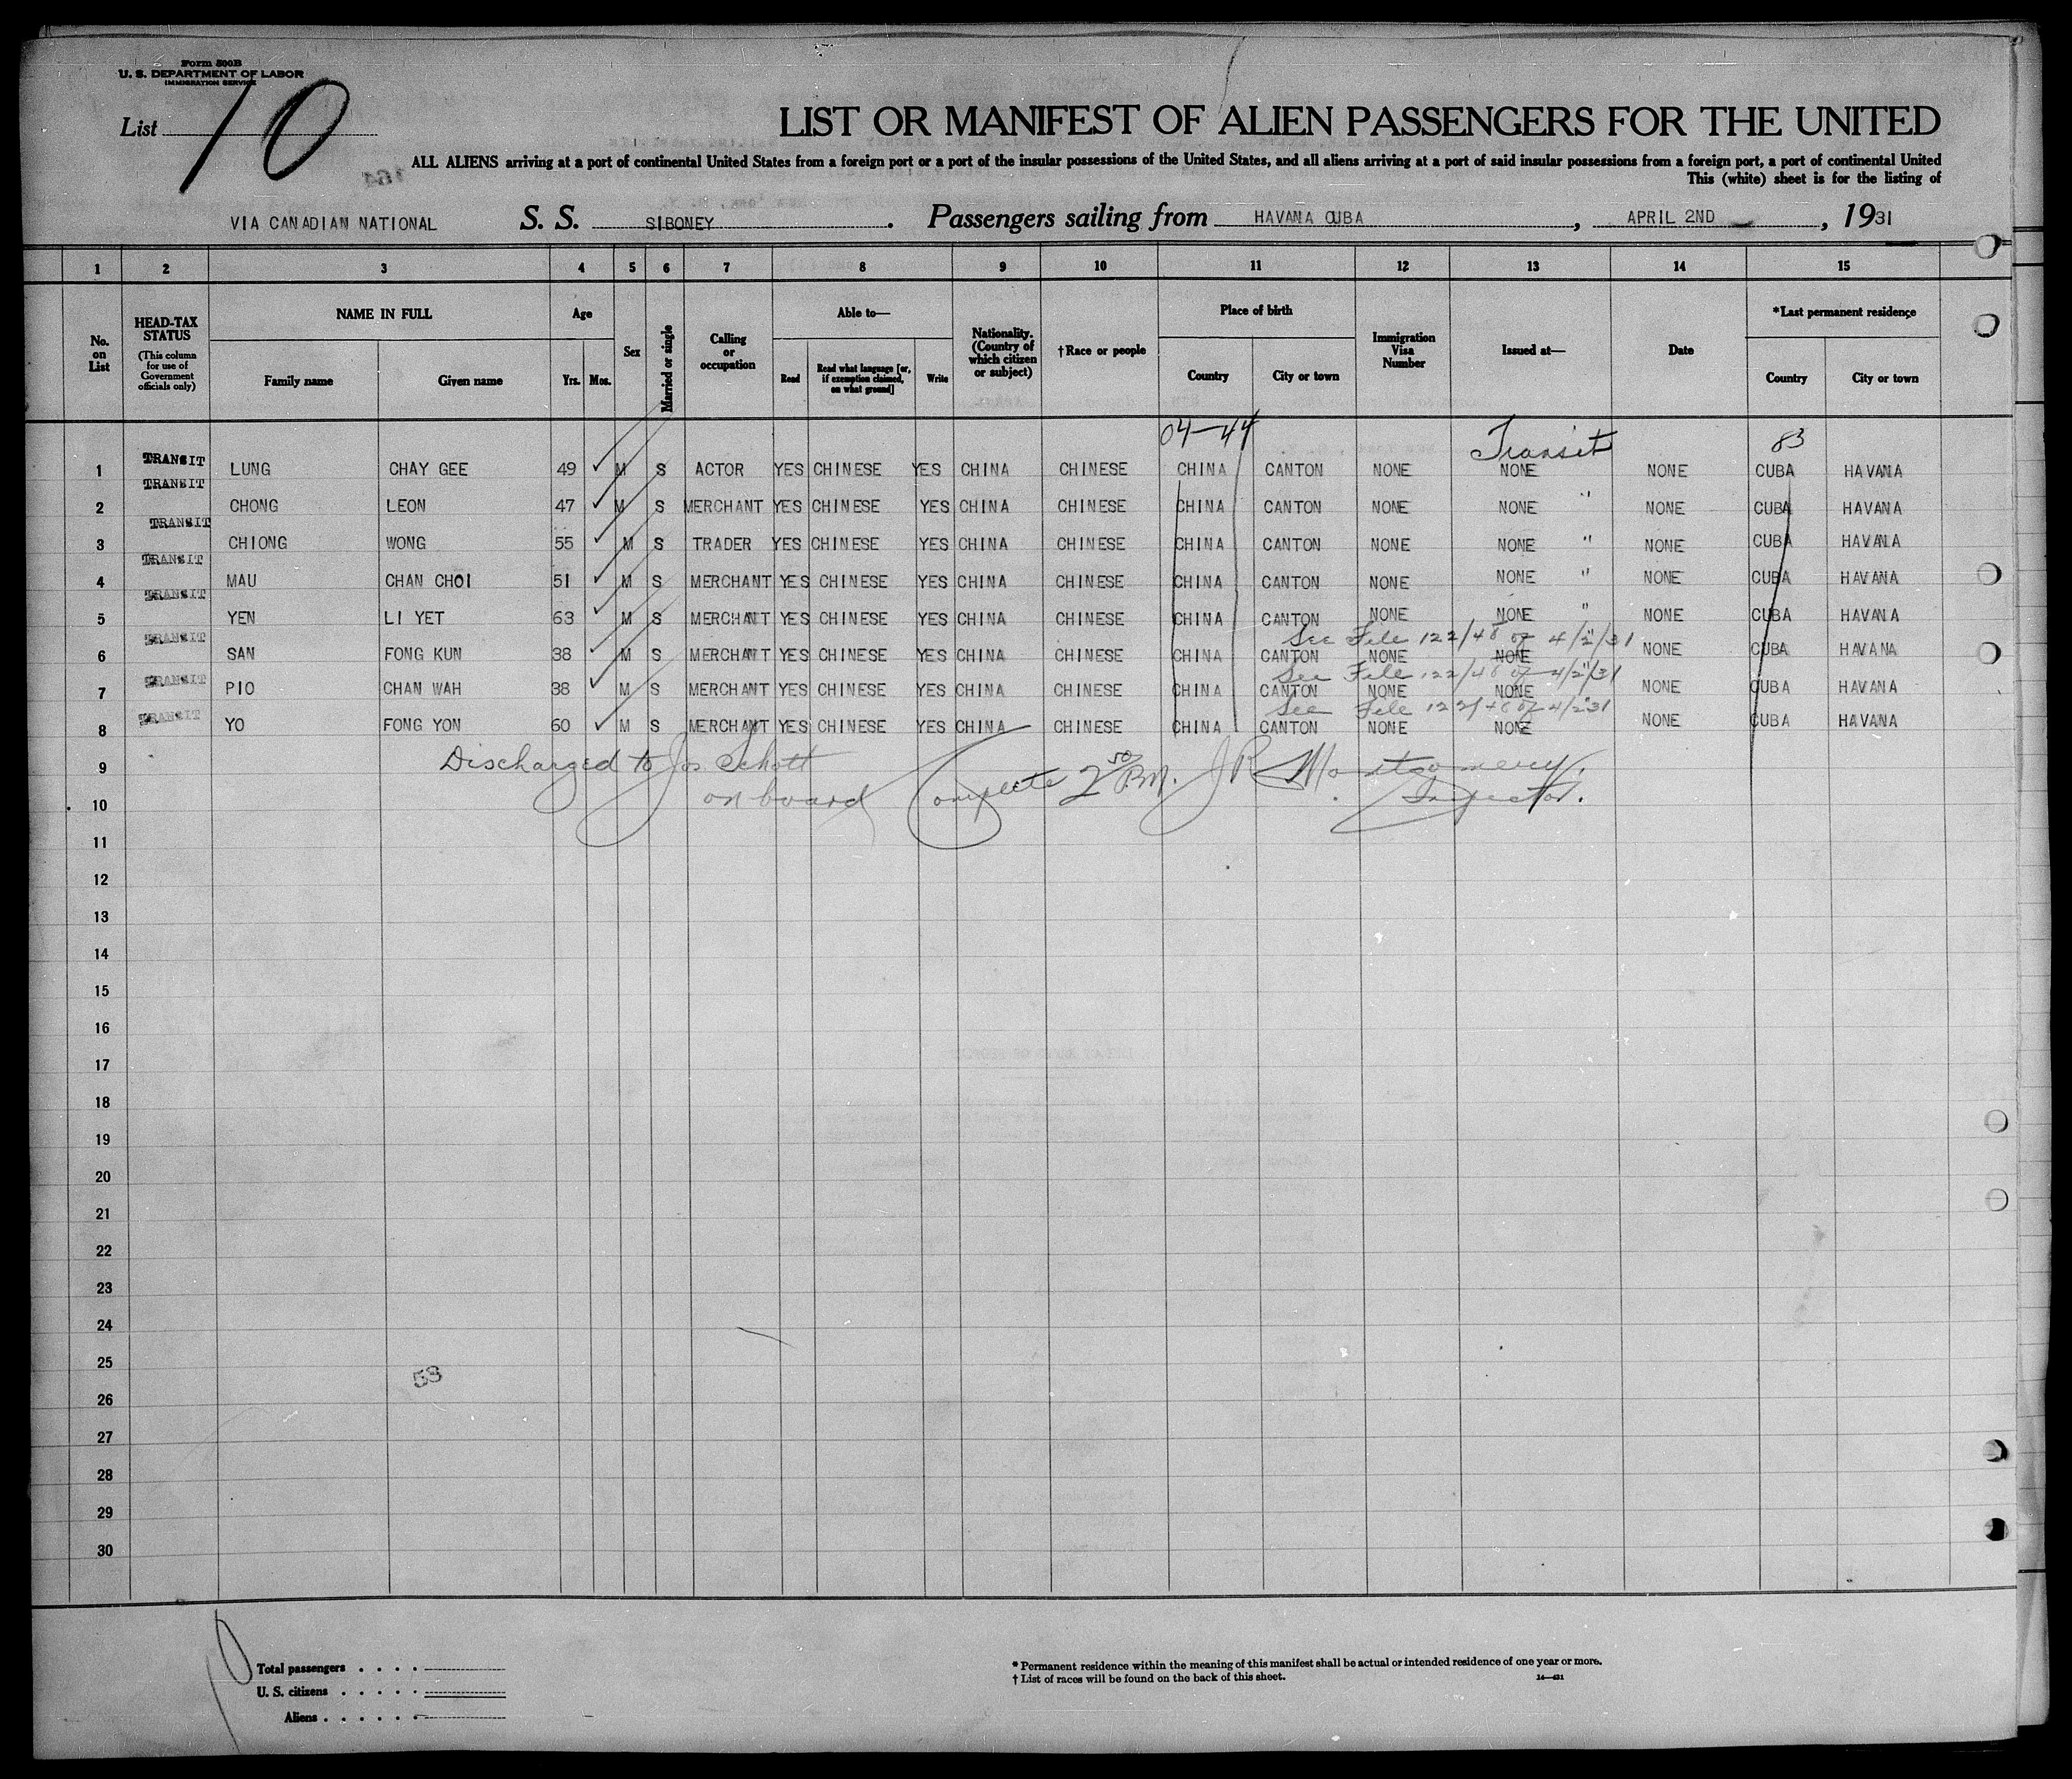 Form 500B
U. S. DEPARTMENT OF LABOR
IMMIGRATION SERVICE
List 10
LIST OR MANIFEST OF ALIEN PASSENGERS FOR THE UNITED
ALL ALIENS arriving at a port of continental United States from a foreign port or a port of the insular possessions of the United States, and all aliens arriving at a port of said insular possessions from a foreign port, a port of continental United
This (white) sheet is for the listing of
VIA CANADIAN NATIONAL S. S. SIBONEY. Passengers sailing from HAVANA CUBA, APRIL 2ND, 1931
1 2 3 4 5 6 7 8 9 10 11 12 13 14 15
No. on List HEAD-TAX STATUS (This column for use of Government officials only) NAME IN FULL Family name Given name Age Yrs. Mos. Sex Married or single Calling or occupation Able to— Read Read what language [or, if exemption claimed, on what ground] Write Nationality. (Country of which citizen or subject) †Race or people Place of birth Country City or town Immigration Visa Number Issued at— Date *Last permanent residence Country City or town
04-44 Transit 83
1 TRANSIT LUNG CHAY GEE 49 M S ACTOR YES CHINESE YES CHINA CHINESE CHINA CANTON NONE NONE NONE CUBA HAVANA
2 TRANSIT CHONG LEON 47 M S MERCHANT YES CHINESE YES CHINA CHINESE CHINA CANTON NONE NONE " NONE CUBA HAVANA
3 TRANSIT CHIONG WONG 55 M S TRADER YES CHINESE YES CHINA CHINESE CHINA CANTON NONE NONE " NONE CUBA HAVANA
4 TRANSIT MAU CHAN CHOI 51 M S MERCHANT YES CHINESE YES CHINA CHINESE CHINA CANTON NONE NONE " NONE CUBA HAVANA
5 TRANSIT YEN LI YET 63 M S MERCHANT YES CHINESE YES CHINA CHINESE CHINA CANTON NONE NONE " NONE CUBA HAVANA
See File 122/48 of 4/2/31
6 TRANSIT SAN FONG KUN 38 M S MERCHANT YES CHINESE YES CHINA CHINESE CHINA CANTON NONE NONE NONE CUBA HAVANA
See File 122/48 of 4/2/31
7 TRANSIT PIO CHAN WAH 38 M S MERCHANT YES CHINESE YES CHINA CHINESE CHINA CANTON NONE NONE NONE CUBA HAVANA
See File 122/48 of 4/2/31
8 TRANSIT YO FONG YON 60 M S MERCHANT YES CHINESE YES CHINA CHINESE CHINA CANTON NONE NONE NONE CUBA HAVANA
9 Discharged to Jos Schott
10 on board Complete 2 50 P.M. J R Montgomery, Inspector.
11
12
13
14
15
16
17
18
19
20
21
22
23
24
25
53
26
27
28
29
30
Total passengers
U. S. citizens
Aliens
* Permanent residence within the meaning of this manifest shall be actual or intended residence of one year or more.
† List of races will be found on the back of this sheet.